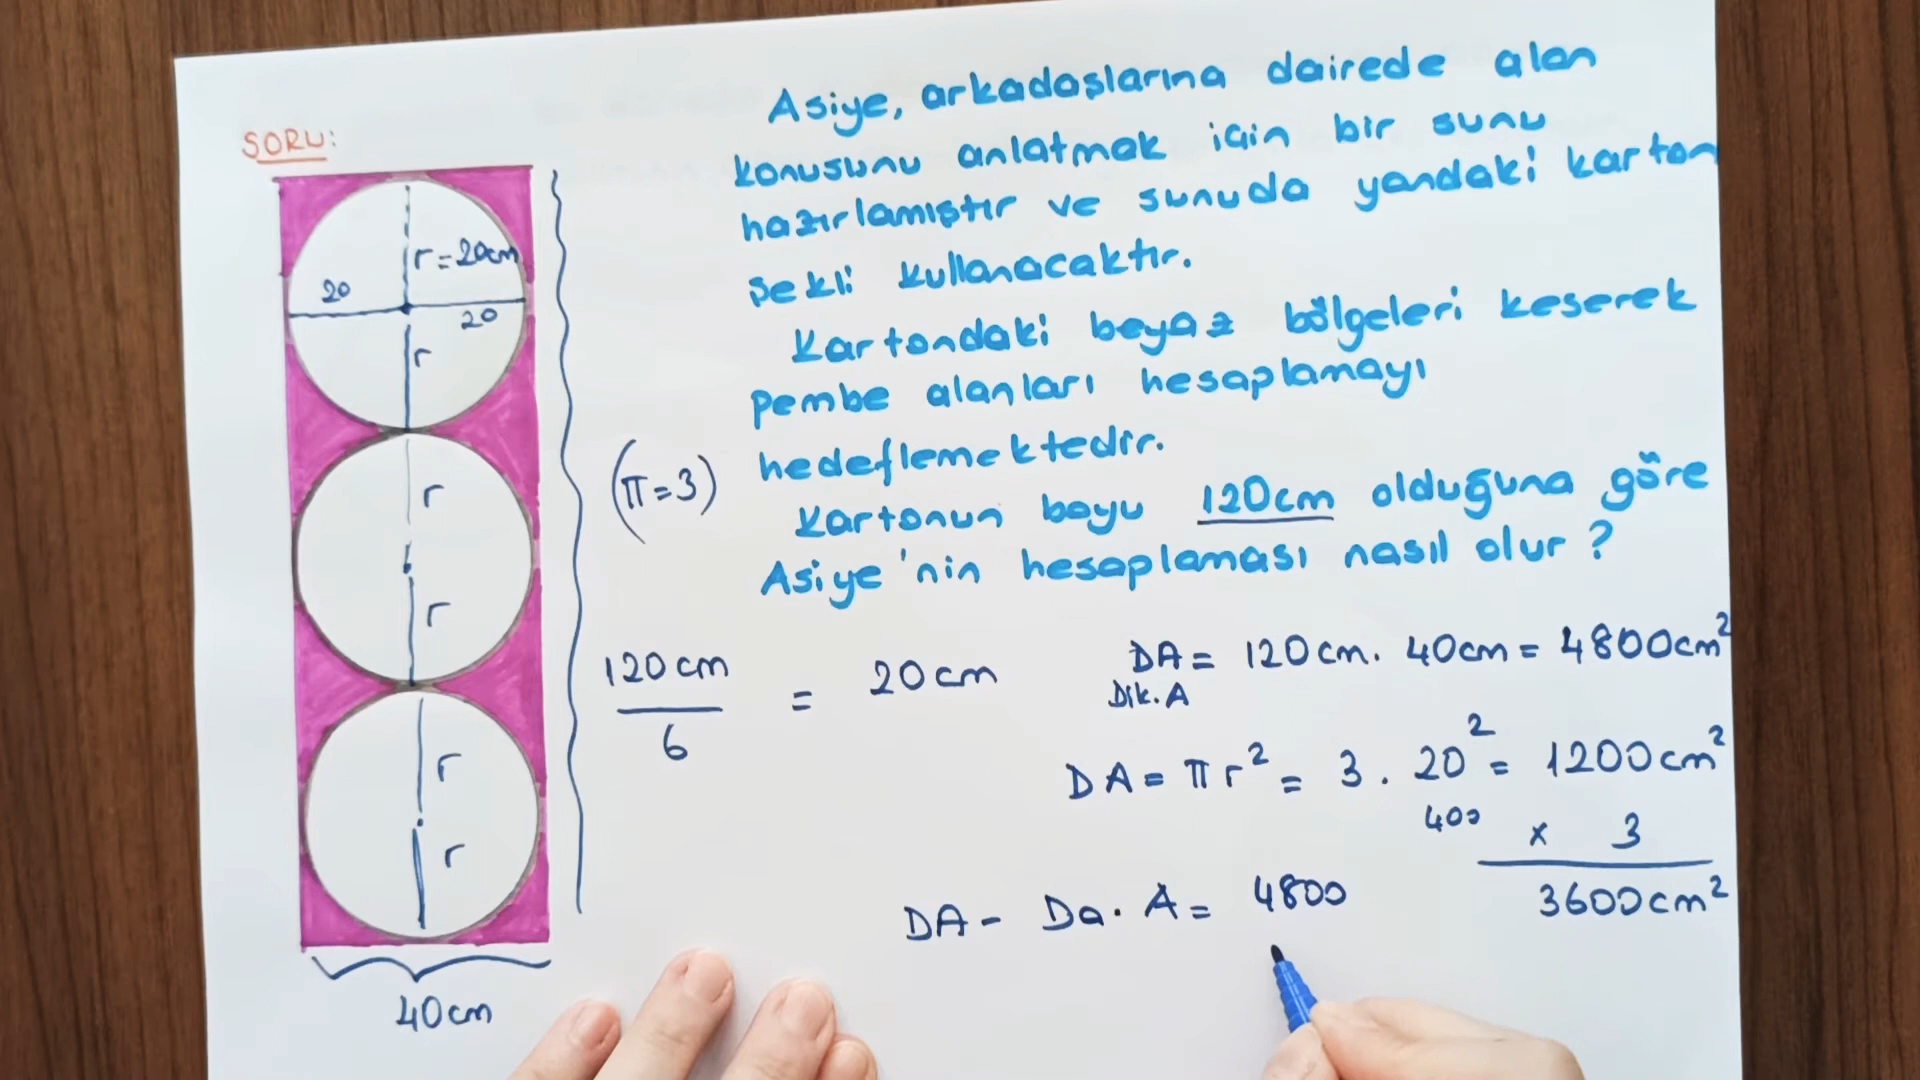 SORU:
Asiye, arkadaşlarına dairede alan
konusunu anlatmak için bir sunu
hazırlamıştır ve sunuda yandaki karton
şekli kullanacaktır.
Kartondaki beyaz bölgeleri keserek
pembe alanları hesaplamayı
hedeflemektedir.
(π=3)
Kartonun boyu 120cm olduğuna göre
Asiye'nin hesaplaması nasıl olur?
r=20cm
20
20
r
r
r
r
r
40cm
120cm
6
= 20cm
DA = 120cm. 40cm = 4800cm²
Dik.A
DA = πr² = 3 . 20² = 1200cm²
400
x 3
3600cm²
DA - Da.A = 4800